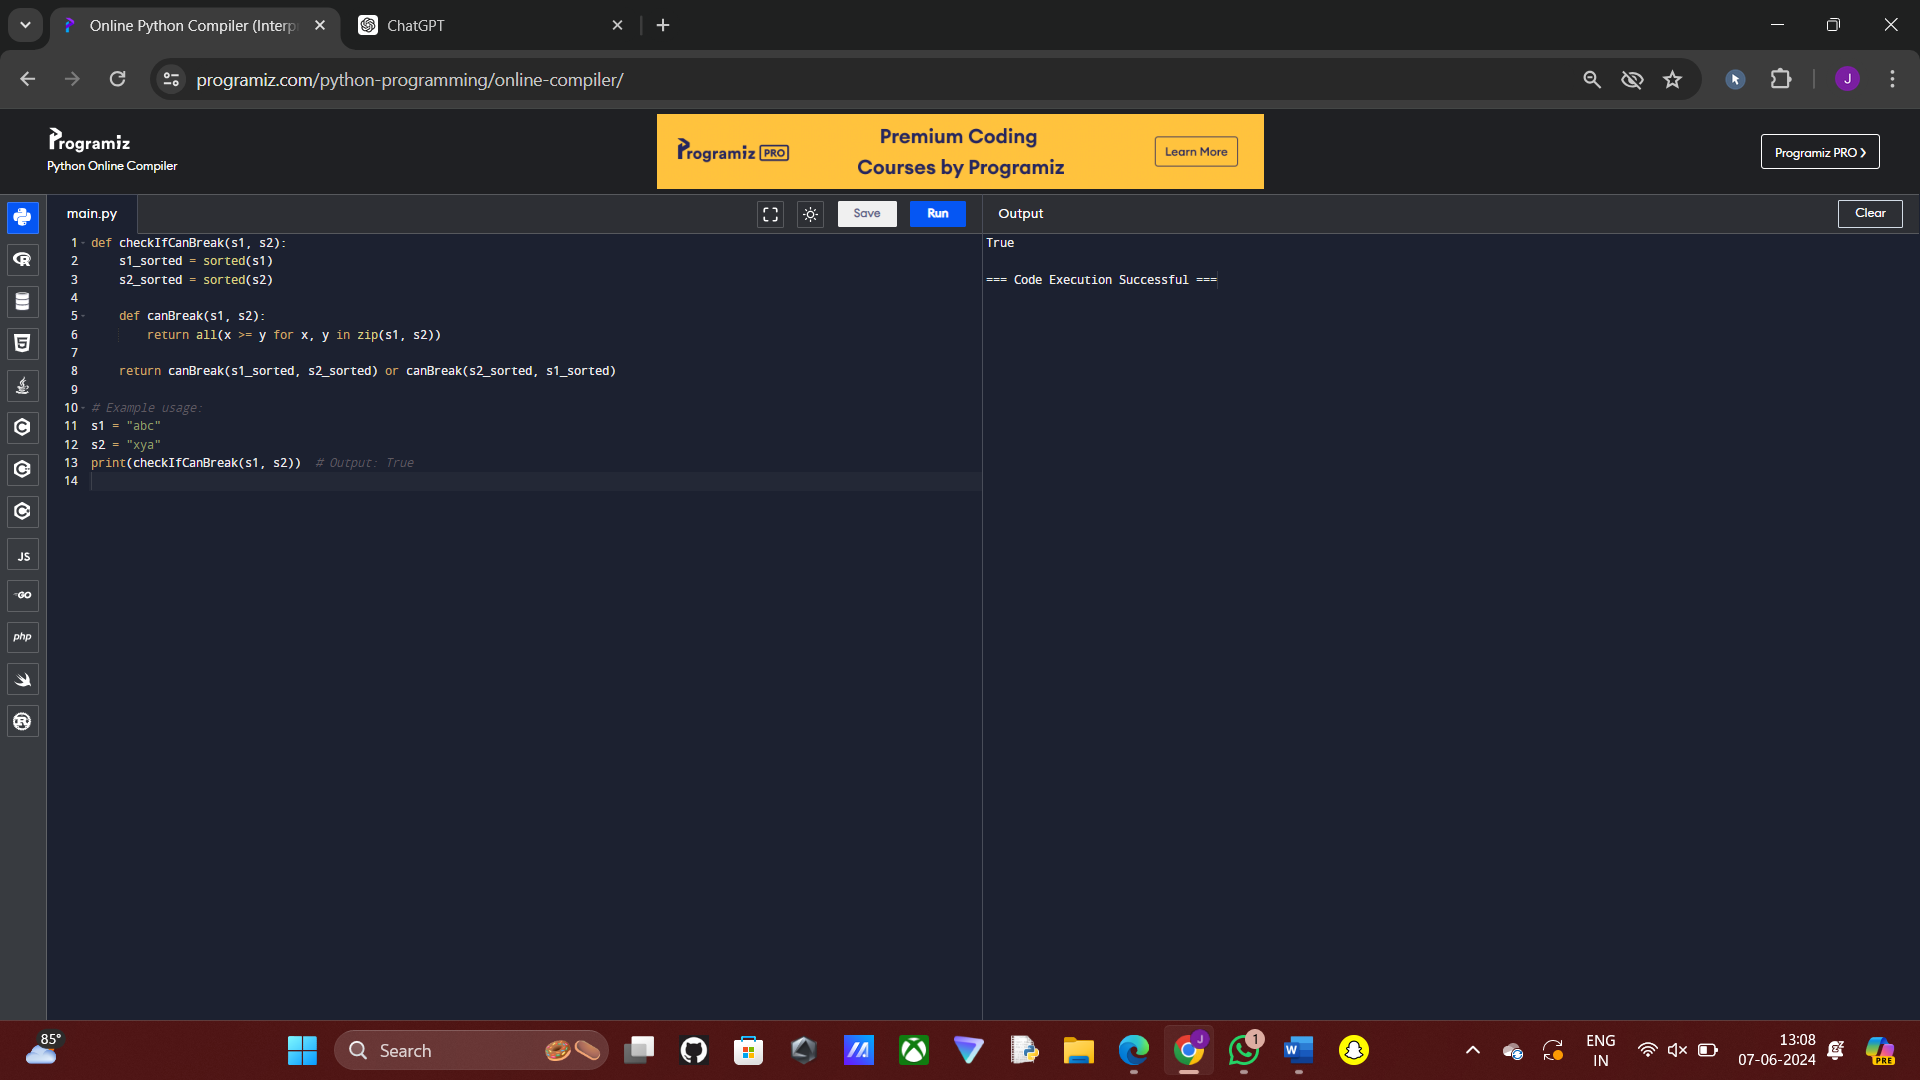 Online Python Compiler (Interp
ChatGPT
programiz.com/python-programming/online-compiler/
J
Programiz
Python Online Compiler
Programiz PRO
Premium Coding
Courses by Programiz
Learn More
Programiz PRO
main.py
Save
Run
Output
Clear
1 def checkIfCanBreak(s1, s2):
2     s1_sorted = sorted(s1)
3     s2_sorted = sorted(s2)
4
5     def canBreak(s1, s2):
6         return all(x >= y for x, y in zip(s1, s2))
7
8     return canBreak(s1_sorted, s2_sorted) or canBreak(s2_sorted, s1_sorted)
9
10 # Example usage:
11 s1 = "abc"
12 s2 = "xya"
13 print(checkIfCanBreak(s1, s2))  # Output: True
14
True
=== Code Execution Successful ===
JS
GO
php
85°
Search
J
1
W
ENG
IN
13:08
07-06-2024
PRE